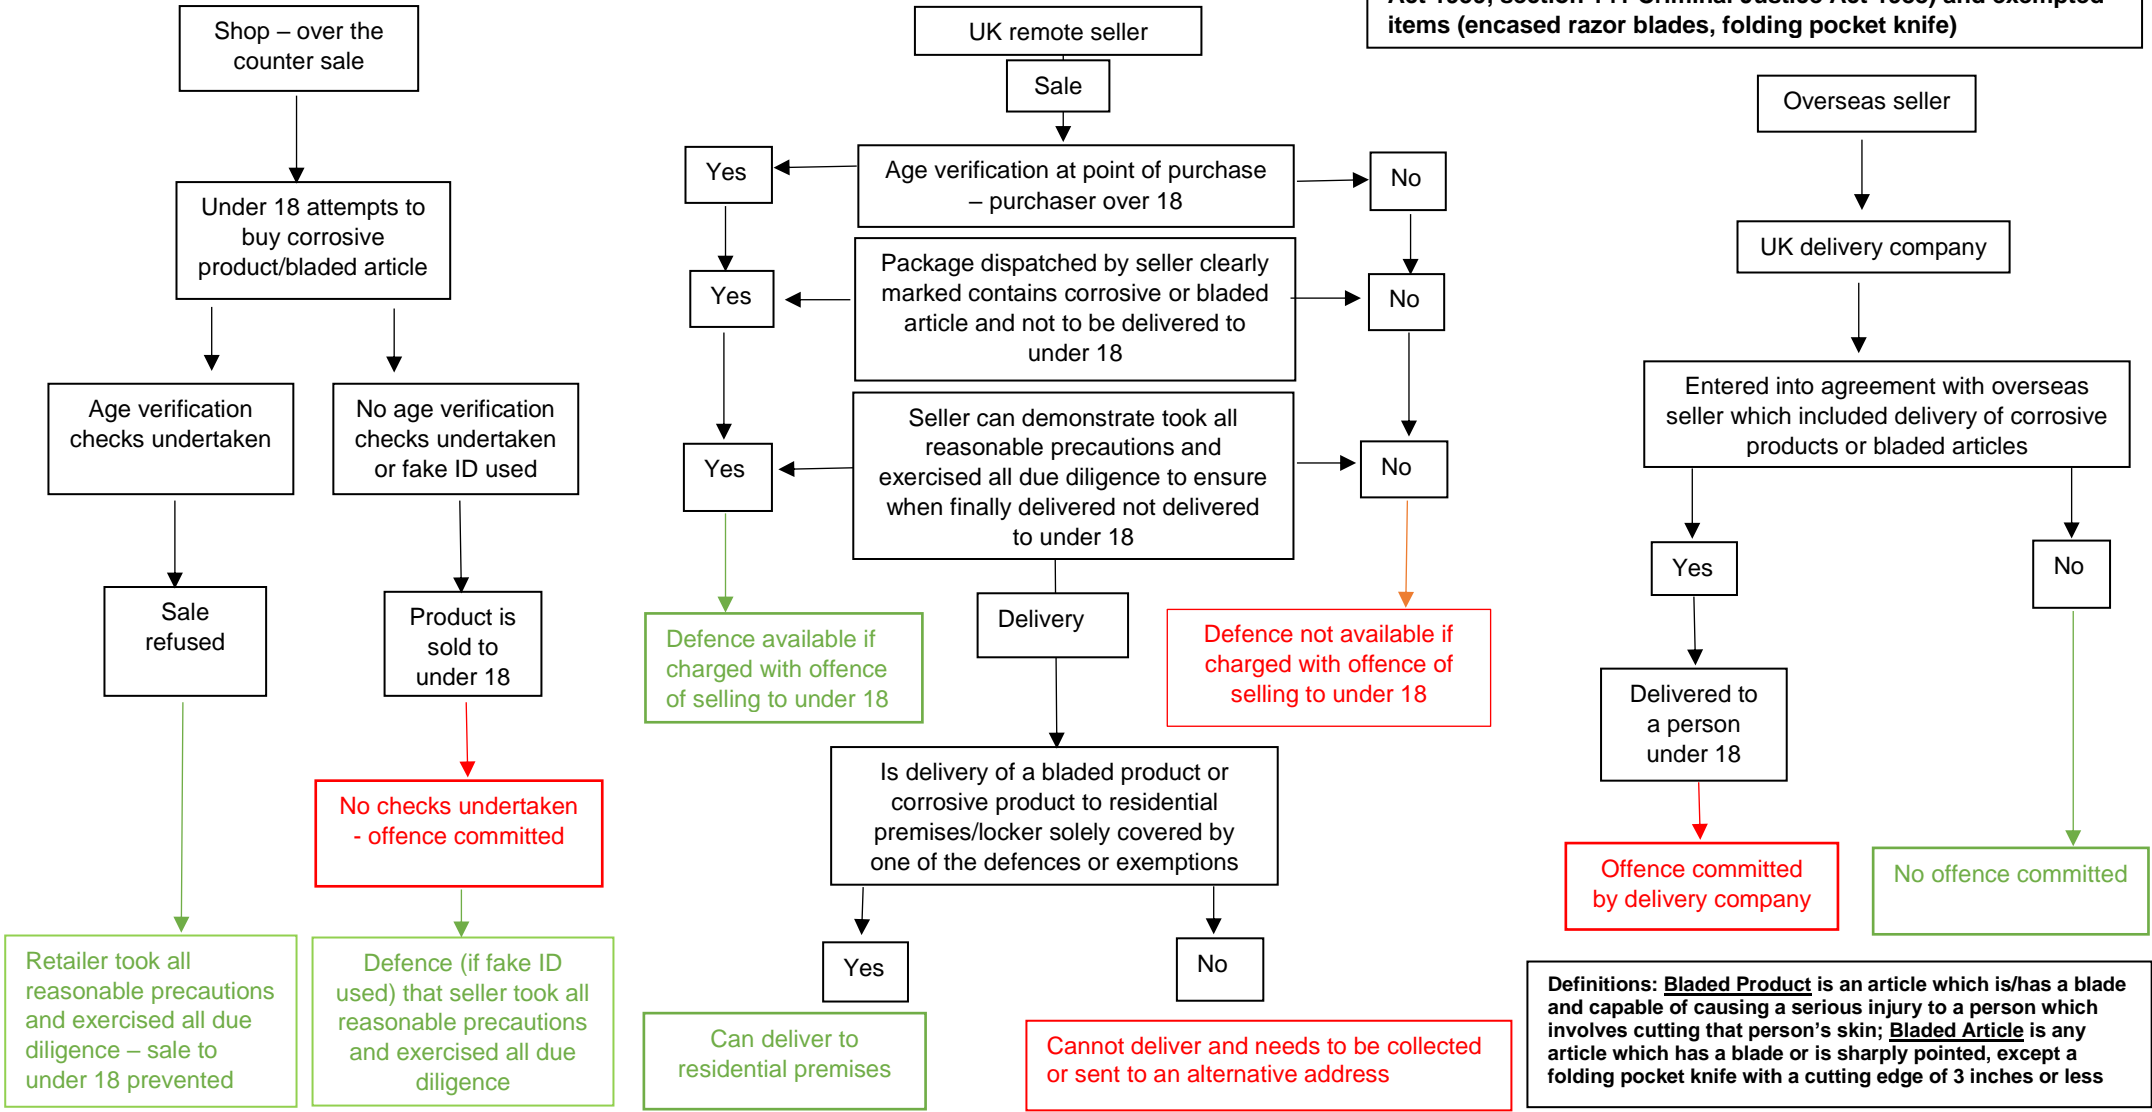 Act 1988, section 141 Criminal Justice Act 1988) and exempted
items (encased razor blades, folding pocket knife)
Shop – over the
counter sale
Under 18 attempts to
buy corrosive
product/bladed article
Age verification
checks undertaken
No age verification
checks undertaken
or fake ID used
Sale
refused
Product is
sold to
under 18
No checks undertaken
- offence committed
Retailer took all
reasonable precautions
and exercised all due
diligence – sale to
under 18 prevented
Defence (if fake ID
used) that seller took all
reasonable precautions
and exercised all due
diligence
UK remote seller
Sale
Yes
Age verification at point of purchase
– purchaser over 18
No
Yes
Package dispatched by seller clearly
marked contains corrosive or bladed
article and not to be delivered to
under 18
No
Yes
Seller can demonstrate took all
reasonable precautions and
exercised all due diligence to ensure
when finally delivered not delivered
to under 18
No
Defence available if
charged with offence
of selling to under 18
Delivery
Defence not available if
charged with offence of
selling to under 18
Is delivery of a bladed product or
corrosive product to residential
premises/locker solely covered by
one of the defences or exemptions
Yes
No
Can deliver to
residential premises
Cannot deliver and needs to be collected
or sent to an alternative address
Overseas seller
UK delivery company
Entered into agreement with overseas
seller which included delivery of corrosive
products or bladed articles
Yes
No
Delivered to
a person
under 18
Offence committed
by delivery company
No offence committed
Definitions: Bladed Product is an article which is/has a blade
and capable of causing a serious injury to a person which
involves cutting that person's skin; Bladed Article is any
article which has a blade or is sharply pointed, except a
folding pocket knife with a cutting edge of 3 inches or less